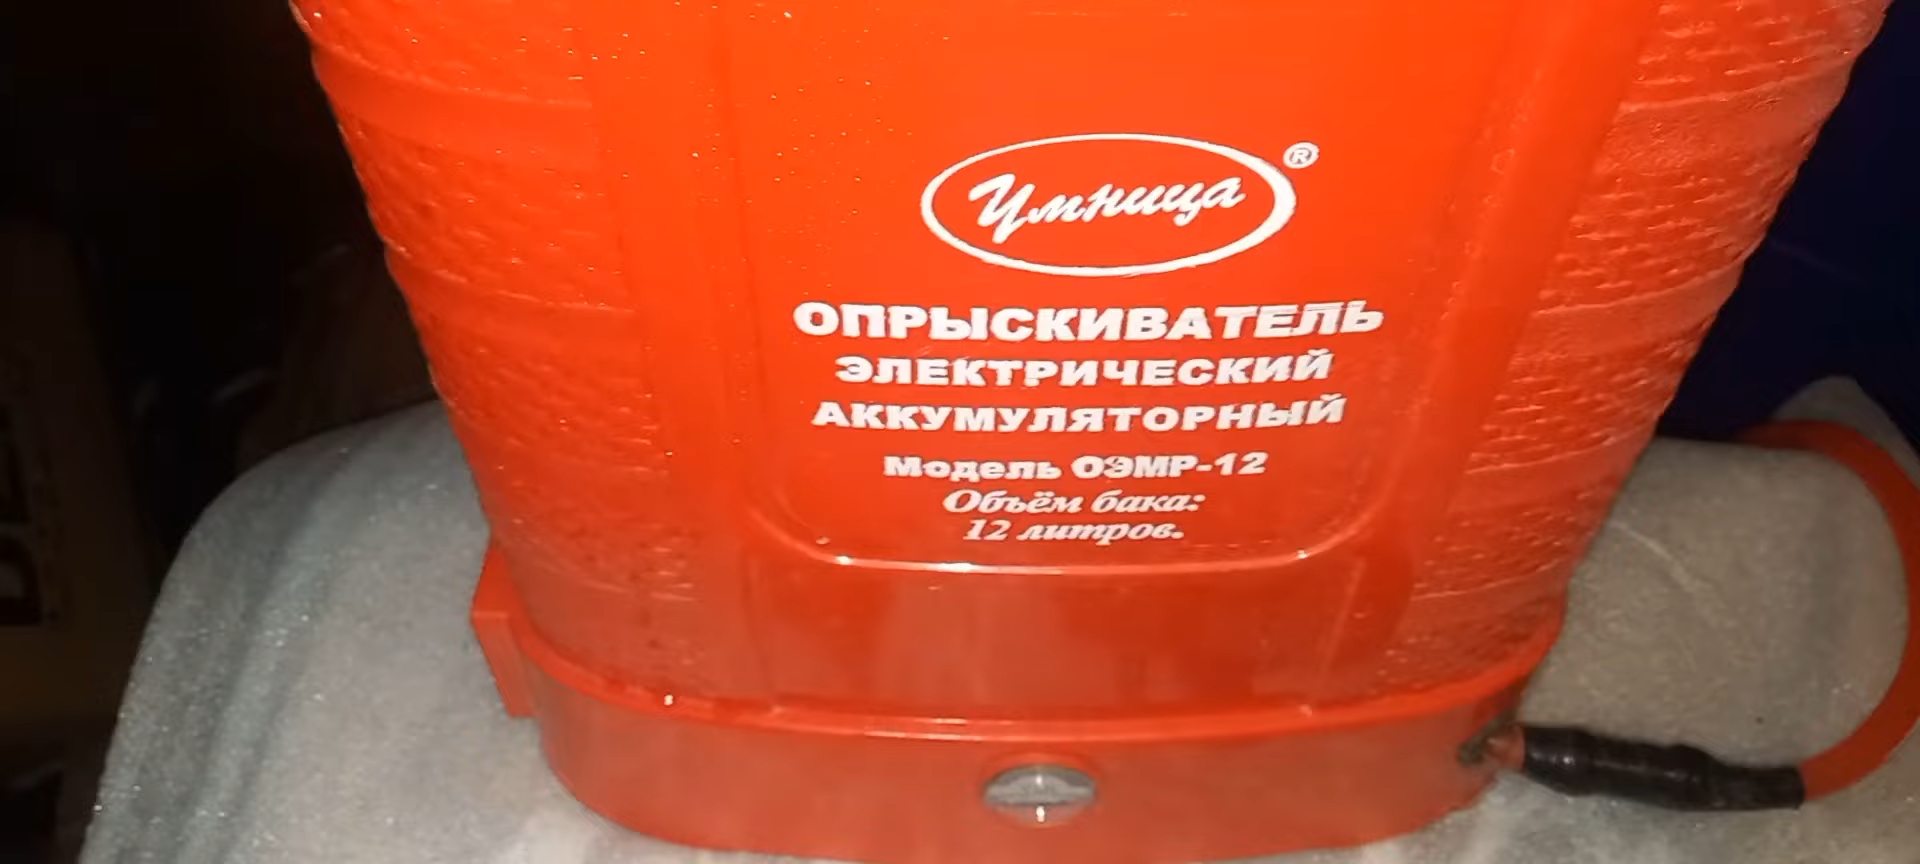 Умница ®
ОПРЫСКИВАТЕЛЬ
ЭЛЕКТРИЧЕСКИЙ
АККУМУЛЯТОРНЫЙ
Модель ОЭМР-12
Объём бака:
12 литров.